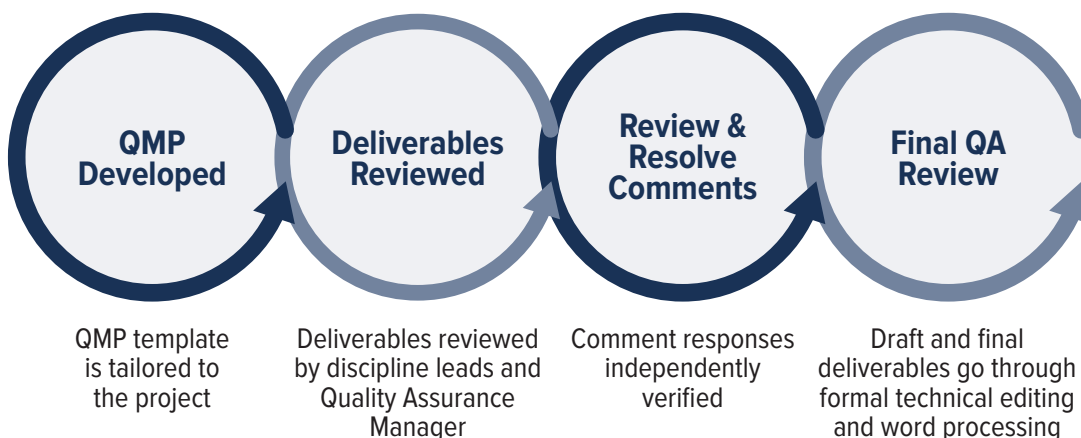 QMP
Developed
Deliverables
Reviewed
Review &
Resolve
Comments
Final QA
Review
QMP template
is tailored to
the project
Deliverables reviewed
by discipline leads and
Quality Assurance
Manager
Comment responses
independently
verified
Draft and final
deliverables go through
formal technical editing
and word processing